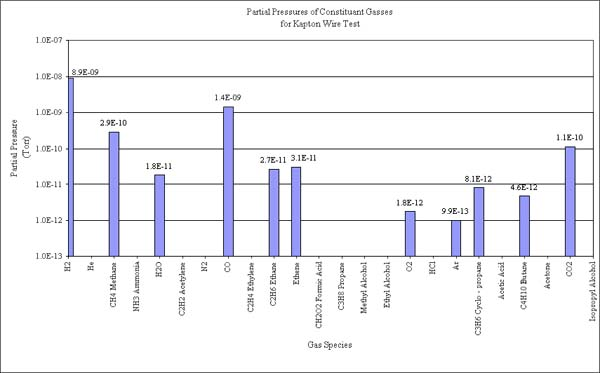 Partial Pressures of Constituent Gasses
for Kapton Wire Test
Partial Pressure
(Torr)
1.0E-07
1.0E-08
1.0E-09
1.0E-10
1.0E-11
1.0E-12
1.0E-13
8.9E-09
2.9E-10
1.8E-11
1.4E-09
2.7E-11
3.1E-11
1.8E-12
9.9E-13
8.1E-12
4.6E-12
1.1E-10
H2
He
CH4 Methane
NH3 Ammonia
H2O
C2H2 Acetylene
N2
CO
C2H4 Ethylene
C2H6 Ethane
Ethane
CH2O2 Formic Acid
C3H8 Propane
Methyl Alcohol
Ethyl Alcohol
O2
HCl
Ar
C3H6 Cyclo - propane
Acetic Acid
C4H10 Butane
Acetone
CO2
Isopropyl Alcohol
Gas Species